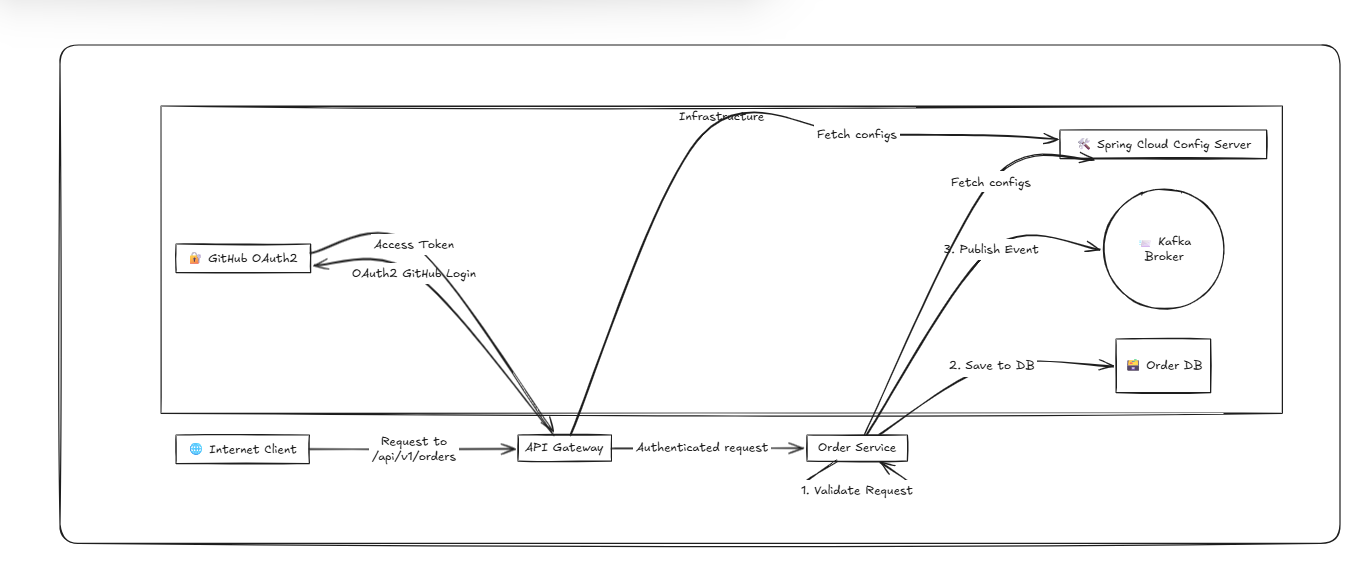 Infrastructure
Fetch configs
Spring Cloud Config Server
Fetch configs
Access Token
GitHub OAuth2
OAuth2 GitHub Login
3. Publish Event
Kafka
Broker
2. Save to DB
Order DB
Internet Client
Request to
/api/v1/orders
API Gateway
Authenticated request
Order Service
1. Validate Request